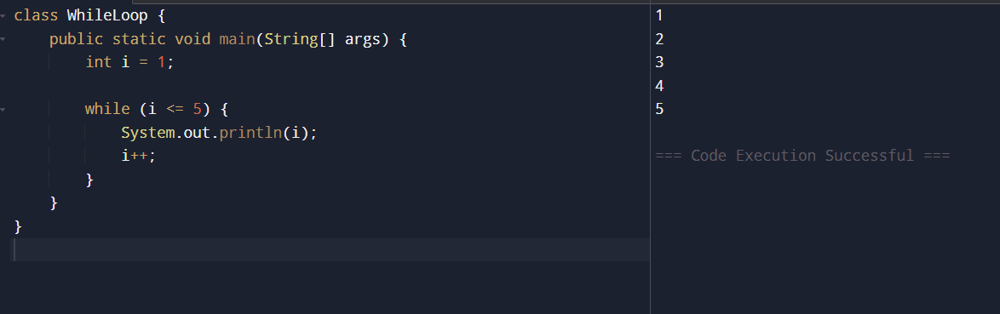 class WhileLoop {
    public static void main(String[] args) {
        int i = 1;
        while (i <= 5) {
            System.out.println(i);
            i++;
        }
    }
}
1
2
3
4
5
=== Code Execution Successful ===